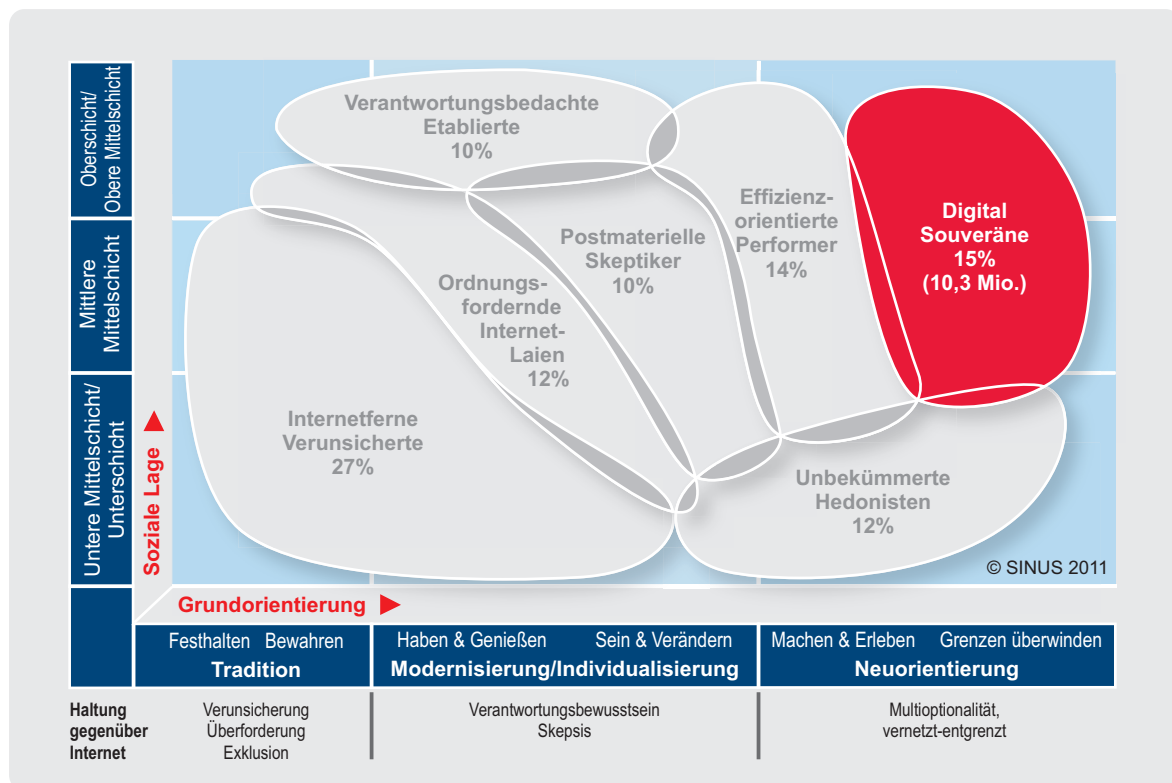 Oberschicht/
Obere Mittelschicht
Mittlere
Mittelschicht
Untere Mittelschicht/
Unterschicht
Soziale Lage
Verantwortungsbedachte
Etablierte
10%
Effizienz-
orientierte
Performer
14%
Digital
Souveräne
15%
(10,3 Mio.)
Postmaterielle
Skeptiker
10%
Ordnungs-
fordernde
Internet-
Laien
12%
Internetferne
Verunsicherte
27%
Unbekümmerte
Hedonisten
12%
© SINUS 2011
Grundorientierung
Festhalten Bewahren
Tradition
Haben & Genießen Sein & Verändern
Modernisierung/Individualisierung
Machen & Erleben Grenzen überwinden
Neuorientierung
Haltung
gegenüber
Internet
Verunsicherung
Überforderung
Exklusion
Verantwortungsbewusstsein
Skepsis
Multioptionalität,
vernetzt-entgrenzt